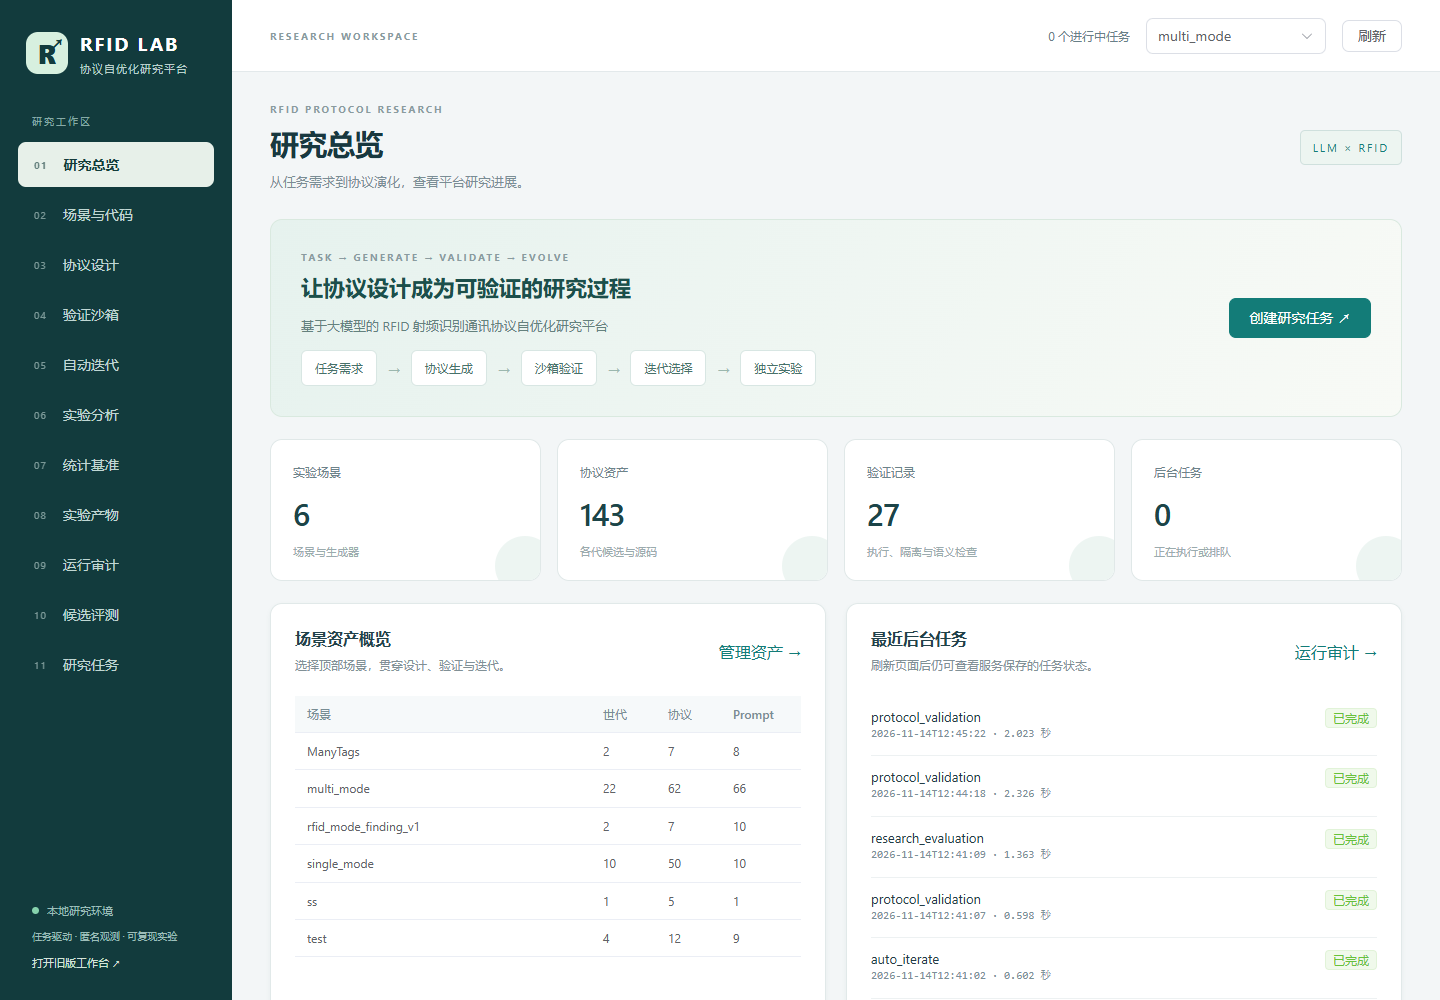 RFID LAB
协议自优化研究平台
研究工作区
01 研究总览
02 场景与代码
03 协议设计
04 验证沙箱
05 自动迭代
06 实验分析
07 统计基准
08 实验产物
09 运行审计
10 候选评测
11 研究任务
本地研究环境
任务驱动 · 匿名观测 · 可复现实验
打开旧版工作台 ↗
RESEARCH WORKSPACE
0 个进行中任务
multi_mode
刷新
RFID PROTOCOL RESEARCH
研究总览
从任务需求到协议演化，查看平台研究进展。
LLM × RFID
TASK → GENERATE → VALIDATE → EVOLVE
让协议设计成为可验证的研究过程
基于大模型的 RFID 射频识别通讯协议自优化研究平台
任务需求 → 协议生成 → 沙箱验证 → 迭代选择 → 独立实验
创建研究任务 ↗
实验场景
6
场景与生成器
协议资产
143
各代候选与源码
验证记录
27
执行、隔离与语义检查
后台任务
0
正在执行或排队
场景资产概览
选择顶部场景，贯穿设计、验证与迭代。
管理资产 →
场景 世代 协议 Prompt
ManyTags 2 7 8
multi_mode 22 62 66
rfid_mode_finding_v1 2 7 10
single_mode 10 50 10
ss 1 5 1
test 4 12 9
最近后台任务
刷新页面后仍可查看服务保存的任务状态。
运行审计 →
protocol_validation 已完成
2026-11-14T12:45:22 · 2.023 秒
protocol_validation 已完成
2026-11-14T12:44:18 · 2.326 秒
research_evaluation 已完成
2026-11-14T12:41:09 · 1.363 秒
protocol_validation 已完成
2026-11-14T12:41:07 · 0.598 秒
auto_iterate 已完成
2026-11-14T12:41:02 · 0.602 秒